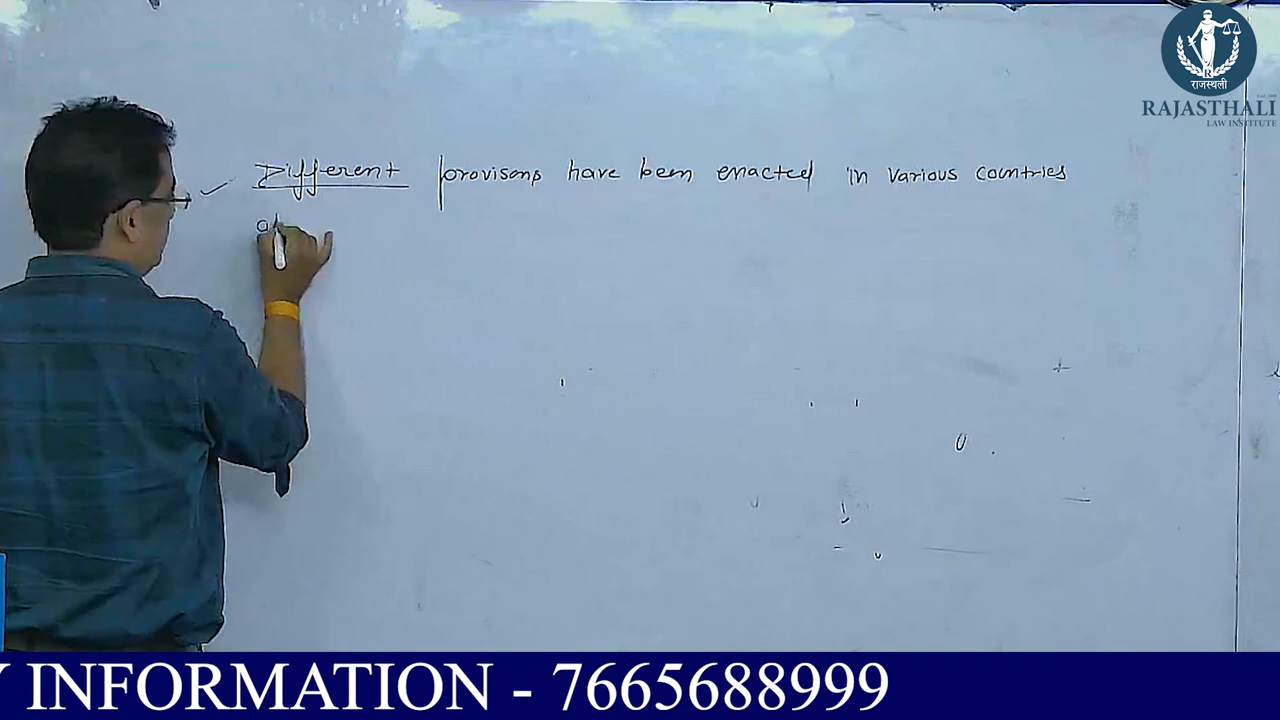 राजस्थली
RAJASTHALI
LAW INSTITUTE
Different provisons have been enacted in various countries
Y INFORMATION - 7665688999